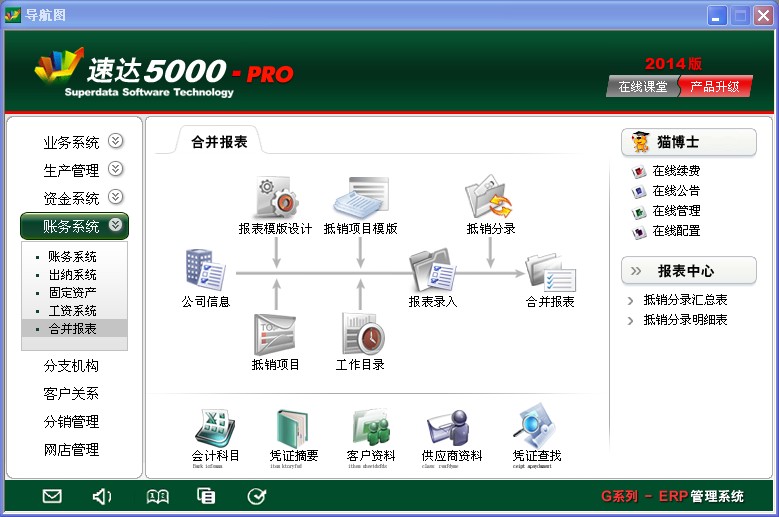 导航图
速达5000-PRO
Superdata Software Technology
2014版
在线课堂
产品升级
业务系统
生产管理
资金系统
账务系统
账务系统
出纳系统
固定资产
工资系统
合并报表
分支机构
客户关系
分销管理
网店管理
合并报表
报表模版设计
抵销项目模版
抵销分录
公司信息
报表录入
合并报表
抵销项目
工作目录
会计科目
凭证摘要
客户资料
供应商资料
凭证查找
猫博士
在线续费
在线公告
在线管理
在线配置
报表中心
抵销分录汇总表
抵销分录明细表
G系列 - ERP管理系统